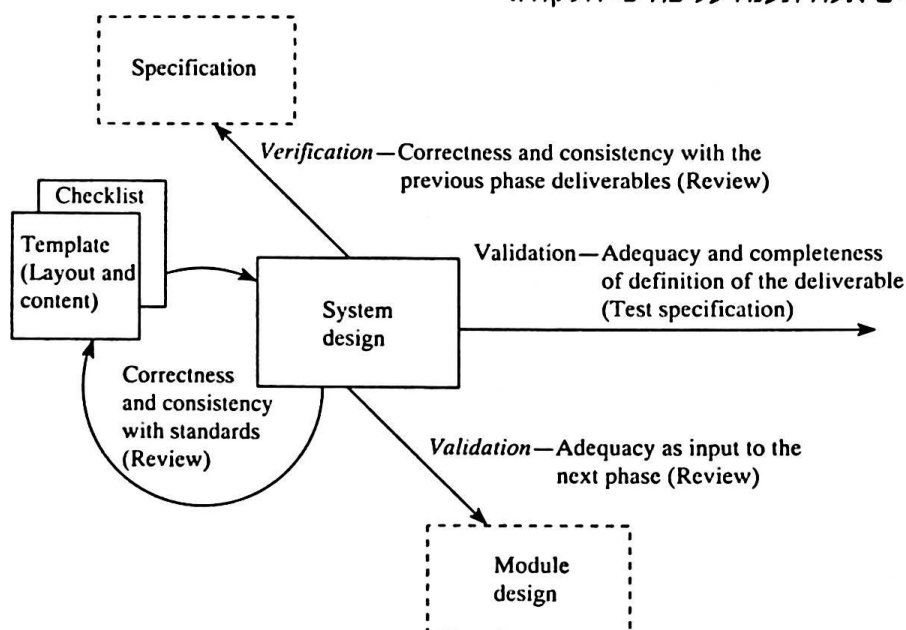 Specification
Verification—Correctness and consistency with the
previous phase deliverables (Review)
Checklist
Template
(Layout and
content)
Validation—Adequacy and completeness
of definition of the deliverable
(Test specification)
System
design
Correctness
and consistency
with standards
(Review)
Validation—Adequacy as input to the
next phase (Review)
Module
design